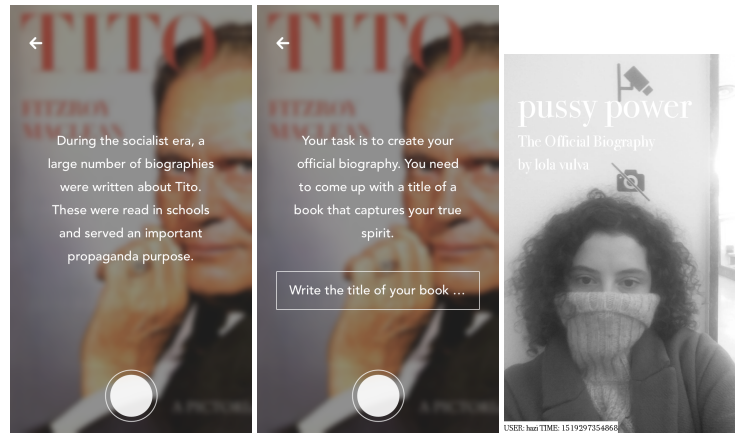 TITO
FITZROY
MACLEAN
During the socialist era, a
large number of biographies
were written about Tito.
These were read in schools
and served an important
propaganda purpose.
A PICTORI
TITO
FITZROY
MACLEAN
Your task is to create your
official biography. You need
to come up with a title of a
book that captures your true
spirit.
Write the title of your book ...
A PICTORI
pussy power
The Official Biography
by lola vulva
USER: hazi TIME: 1519297354868